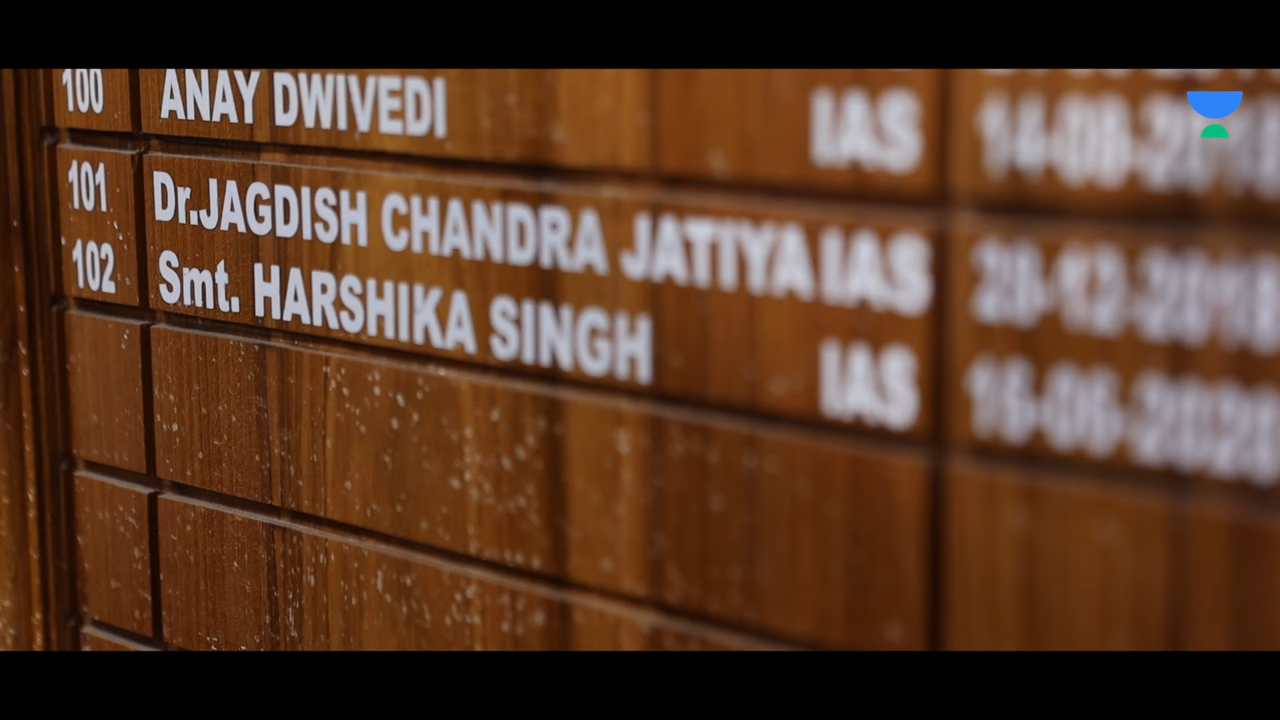 100 ANAY DWIVEDI IAS
101 Dr.JAGDISH CHANDRA JATIYA IAS
102 Smt. HARSHIKA SINGH IAS